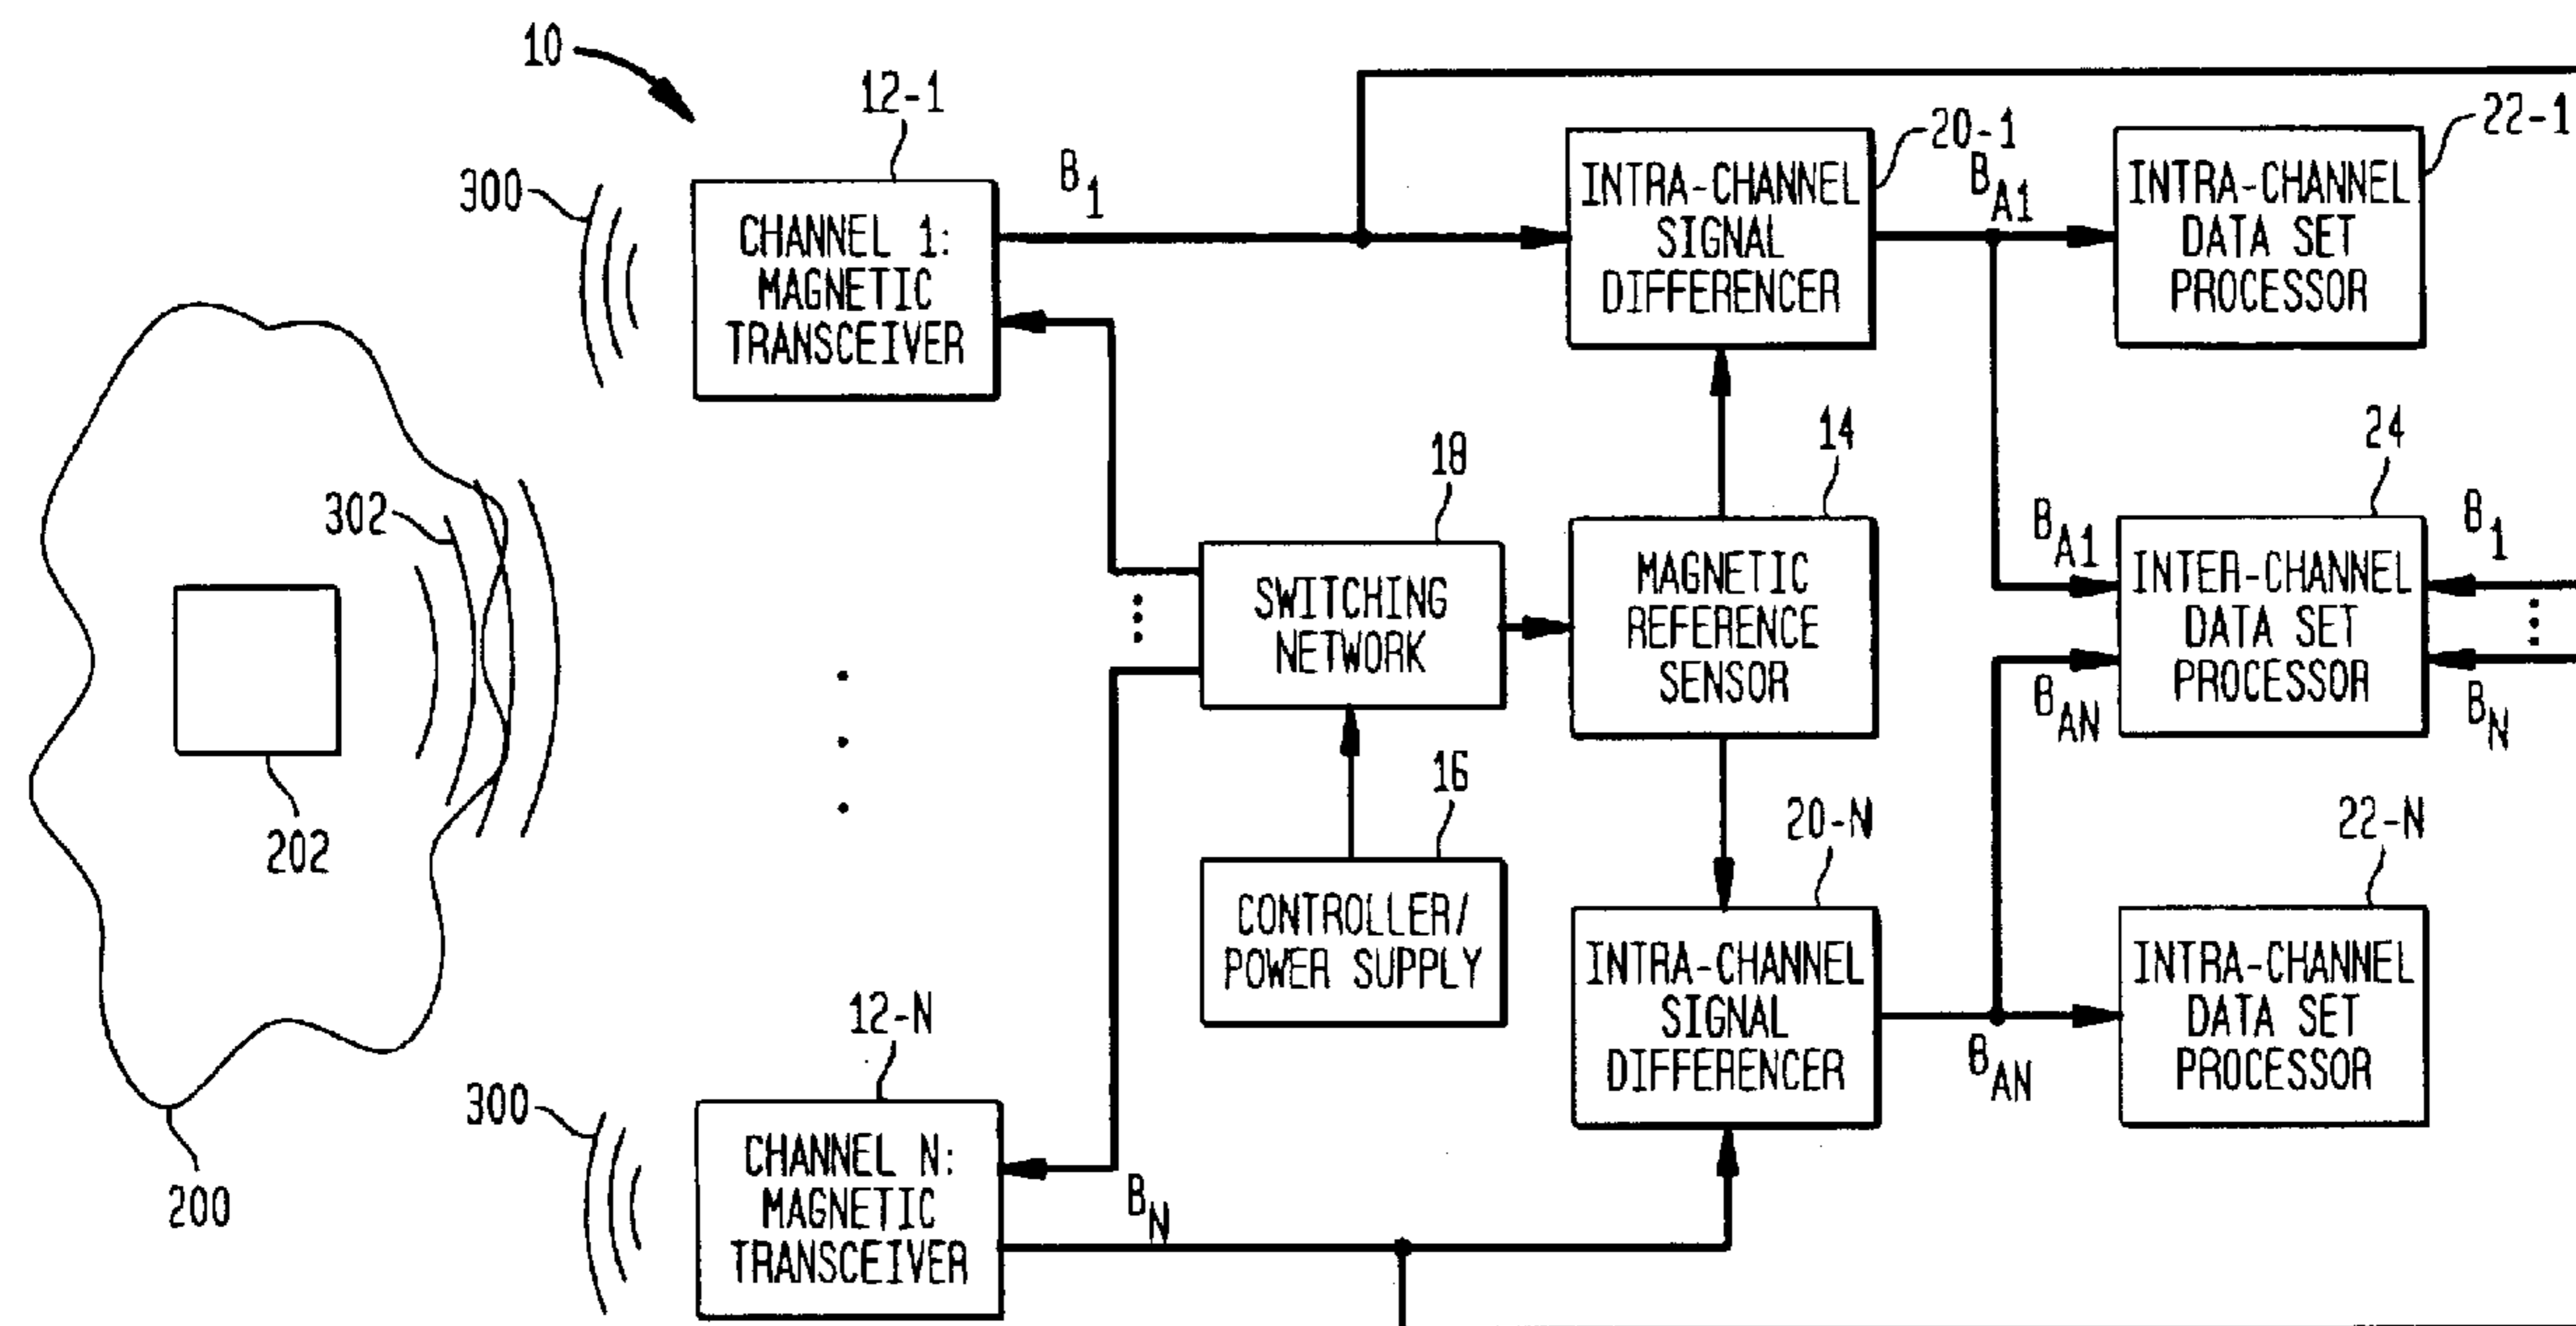 10
12-1
300
CHANNEL 1:
MAGNETIC
TRANSCEIVER
B1
INTRA-CHANNEL
SIGNAL
DIFFERENCER
20-1
BA1
INTRA-CHANNEL
DATA SET
PROCESSOR
22-1
302
202
200
18
SWITCHING
NETWORK
14
MAGNETIC
REFERENCE
SENSOR
24
BA1
INTER-CHANNEL
DATA SET
PROCESSOR
BAN
B1
BN
16
CONTROLLER/
POWER SUPPLY
20-N
INTRA-CHANNEL
SIGNAL
DIFFERENCER
BAN
22-N
INTRA-CHANNEL
DATA SET
PROCESSOR
12-N
300
CHANNEL N:
MAGNETIC
TRANSCEIVER
BN